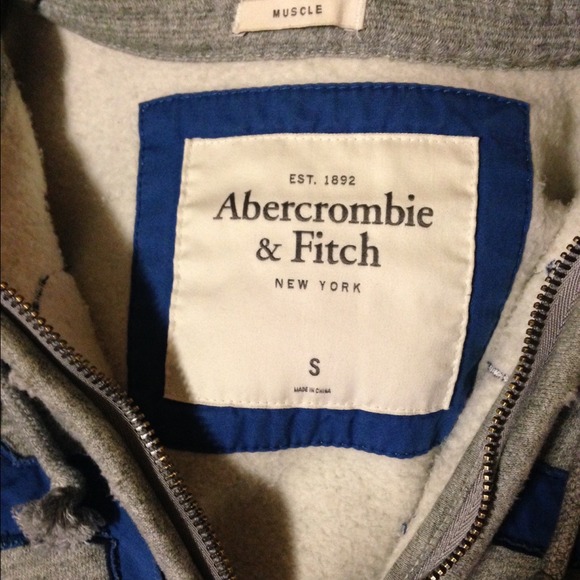 MUSCLE
EST. 1892
Abercrombie
& Fitch
NEW YORK
S
MADE IN CHINA